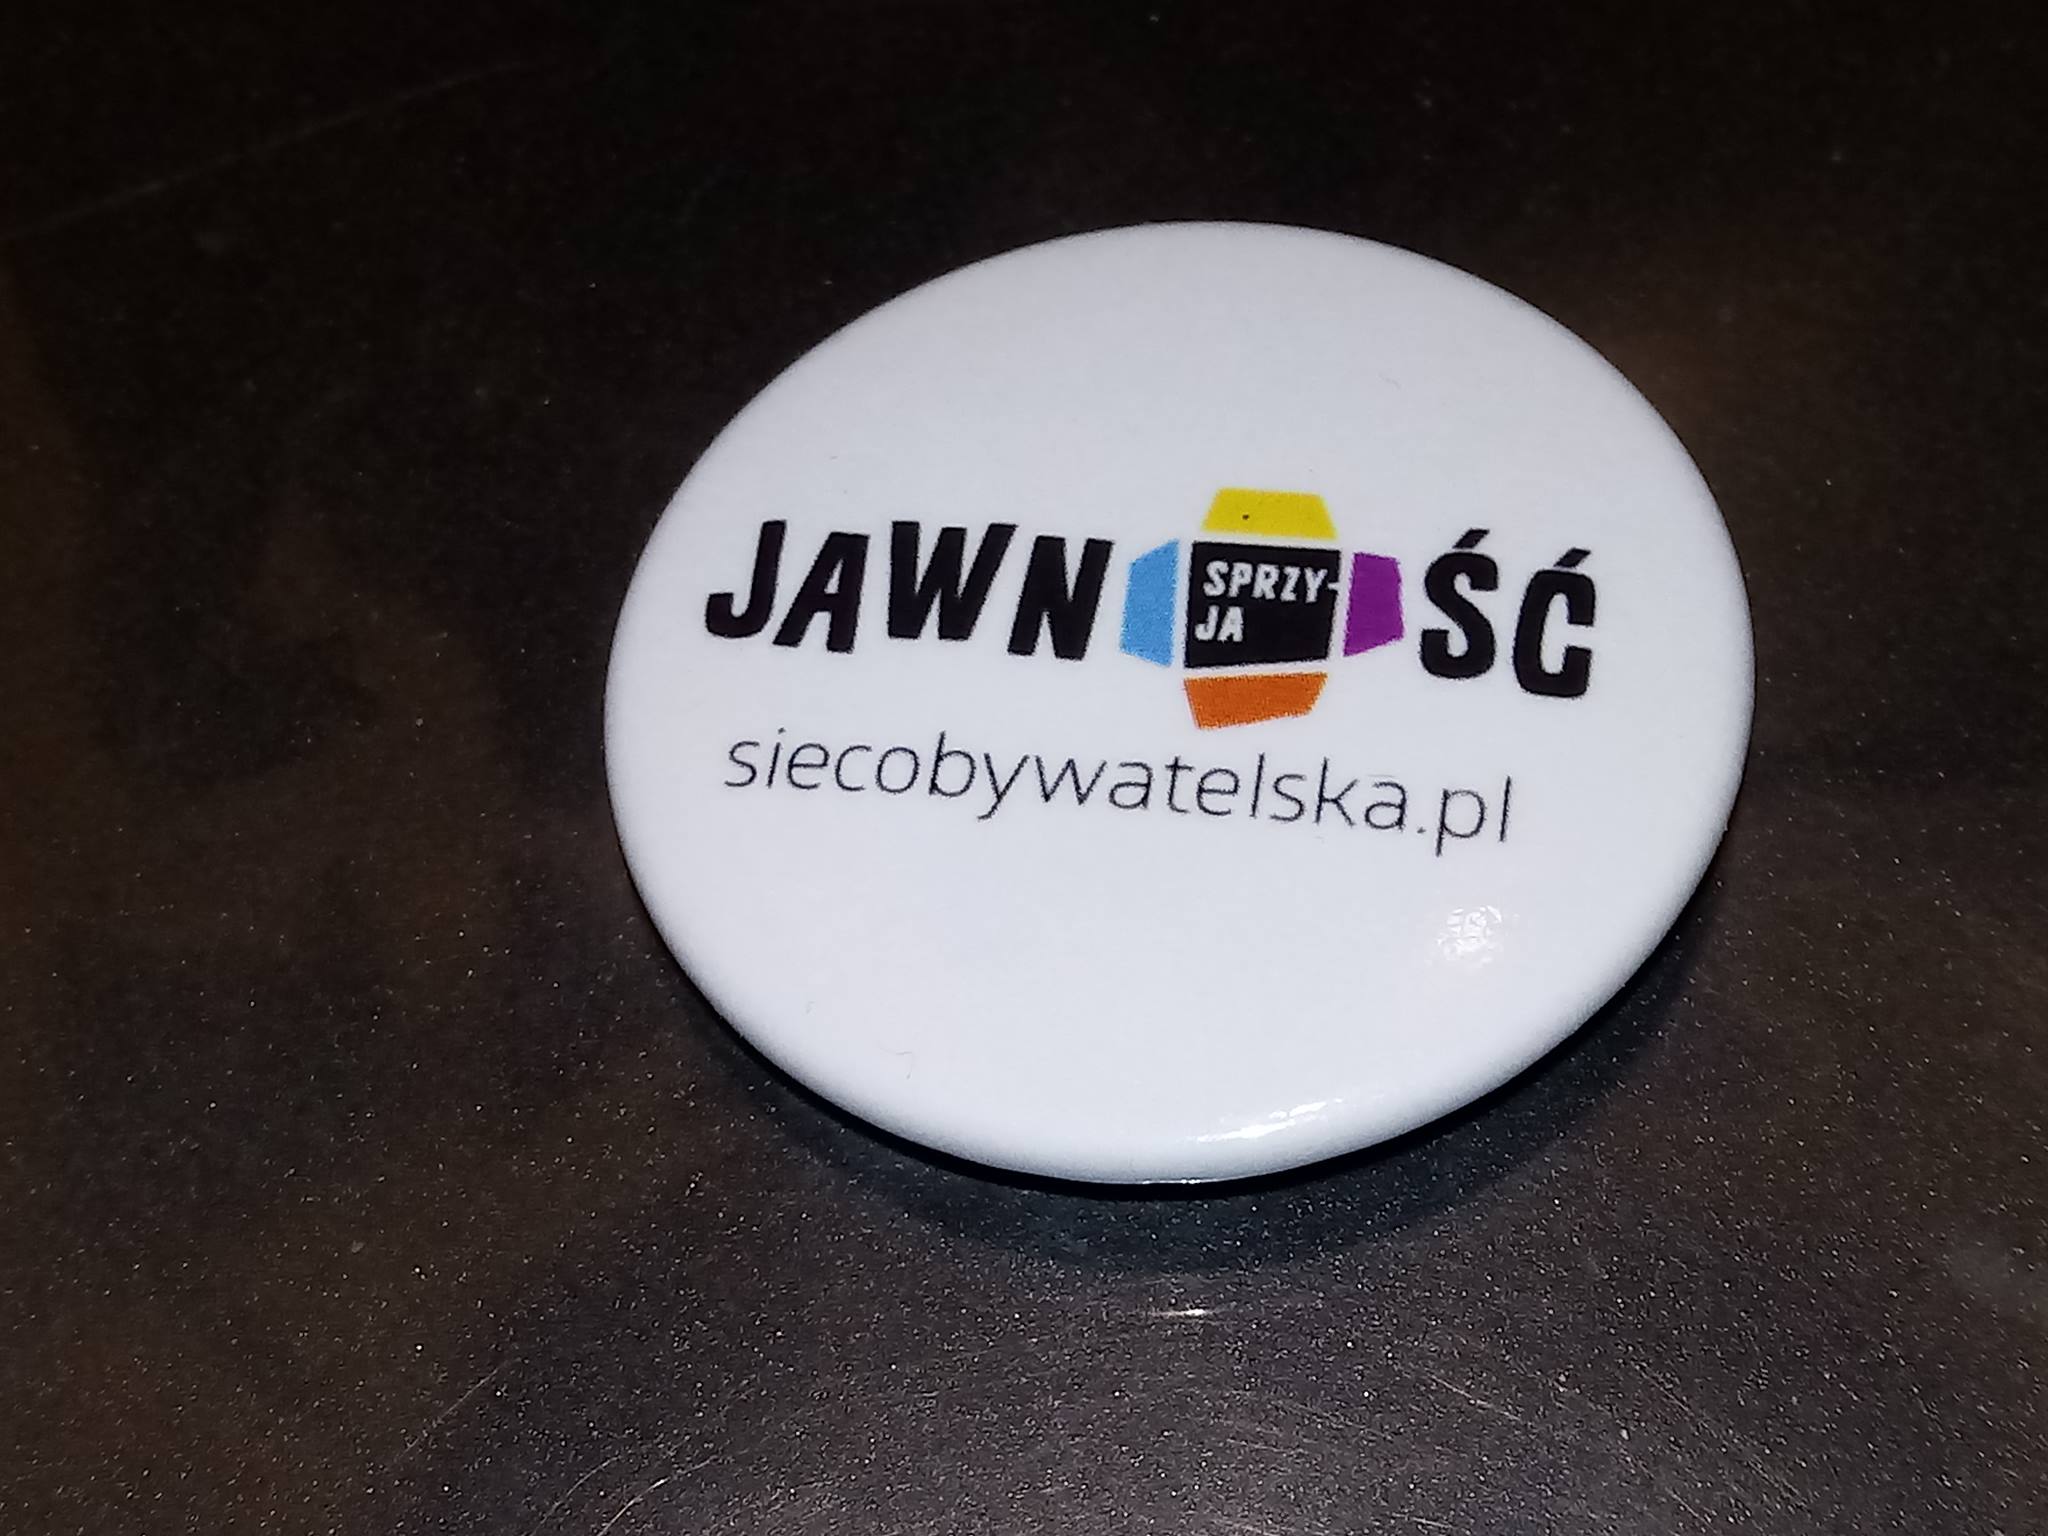 JAWN ŚĆ
SPRZY-
JA
siecobywatelska.pl